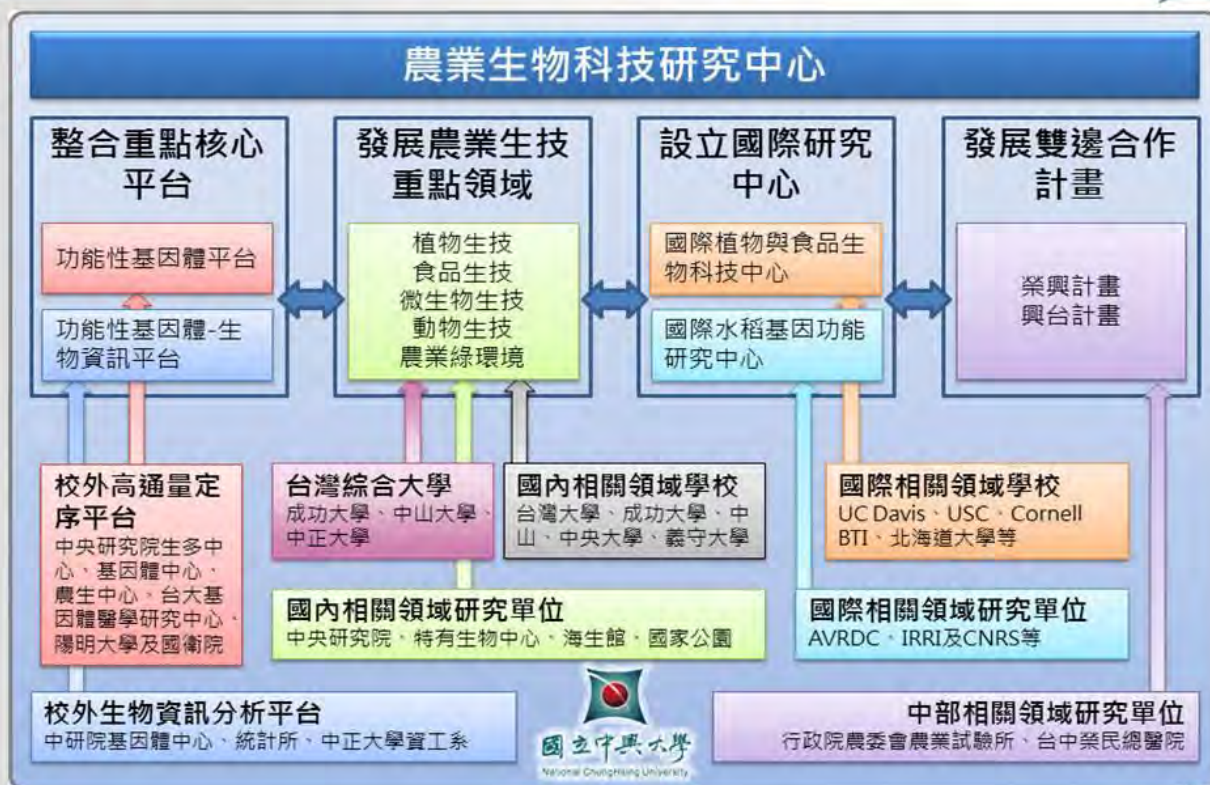 農業生物科技研究中心
整合重點核心
平台
功能性基因體平台
功能性基因體-生
物資訊平台
發展農業生技
重點領域
植物生技
食品生技
微生物生技
動物生技
農業綠環境
設立國際研究
中心
國際植物與食品生
物科技中心
國際水稻基因功能
研究中心
發展雙邊合作
計畫
榮興計畫
興台計畫
校外高通量定
序平台
中央研究院生多中
心、基因體中心、
農生中心、台大基
因體醫學研究中心、
陽明大學及國衛院
台灣綜合大學
成功大學、中山大學、
中正大學
國內相關領域學校
台灣大學、成功大學、中
山、中央大學、義守大學
國際相關領域學校
UC Davis、USC、Cornell
BTI、北海道大學等
國內相關領域研究單位
中央研究院、特有生物中心、海生館、國家公園
國際相關領域研究單位
AVRDC、IRRI及CNRS等
校外生物資訊分析平台
中研院基因體中心、統計所、中正大學資工系
國立中興大學
National ChungHsing University
中部相關領域研究單位
行政院農委會農業試驗所、台中榮民總醫院